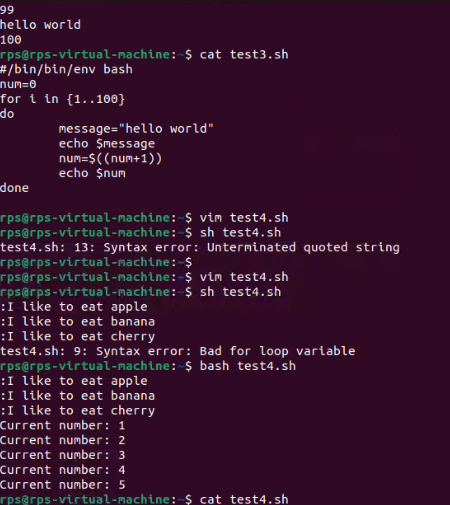 99
hello world
100
rps@rps-virtual-machine:~$ cat test3.sh
#/bin/bin/env bash
num=0
for i in {1..100}
do
        message="hello world"
        echo $message
        num=$((num+1))
        echo $num
done
rps@rps-virtual-machine:~$ vim test4.sh
rps@rps-virtual-machine:~$ sh test4.sh
test4.sh: 13: Syntax error: Unterminated quoted string
rps@rps-virtual-machine:~$
rps@rps-virtual-machine:~$ vim test4.sh
rps@rps-virtual-machine:~$ sh test4.sh
:I like to eat apple
:I like to eat banana
:I like to eat cherry
test4.sh: 9: Syntax error: Bad for loop variable
rps@rps-virtual-machine:~$ bash test4.sh
:I like to eat apple
:I like to eat banana
:I like to eat cherry
Current number: 1
Current number: 2
Current number: 3
Current number: 4
Current number: 5
rps@rps-virtual-machine:~$ cat test4.sh